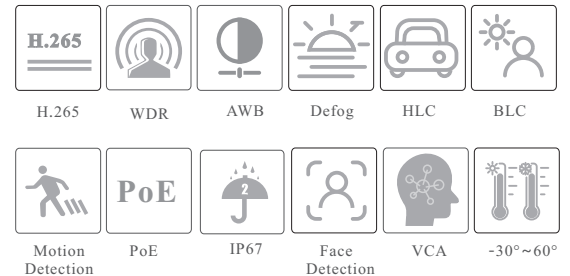 H.265
H.265
WDR
AWB
Defog
HLC
BLC
PoE
2
Motion
Detection
PoE
IP67
Face
Detection
VCA
-30°~60°